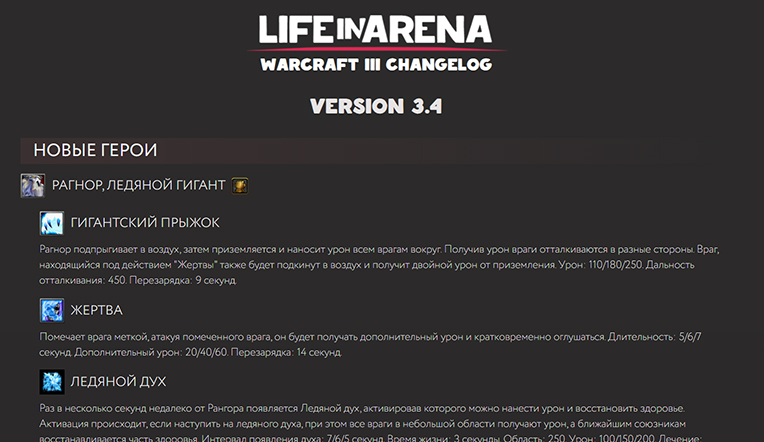 LIFE IN ARENA
WARCRAFT III CHANGELOG
VERSION 3.4
НОВЫЕ ГЕРОИ
РАГНОР, ЛЕДЯНОЙ ГИГАНТ
ГИГАНТСКИЙ ПРЫЖОК
Рагнор подпрыгивает в воздух, затем приземляется и наносит урон всем врагам вокруг. Получив урон враги отталкиваются в разные стороны. Враг,
находящийся под действием "Жертвы" также будет подкинут в воздух и получит двойной урон от приземления. Урон: 110/180/250. Дальность
отталкивания: 450. Перезарядка: 9 секунд.
ЖЕРТВА
Помечает врага меткой, атакуя помеченного врага, он будет получать дополнительный урон и кратковременно оглушаться. Длительность: 5/6/7
секунд. Дополнительный урон: 20/40/60. Перезарядка: 14 секунд.
ЛЕДЯНОЙ ДУХ
Раз в несколько секунд недалеко от Рангора появляется Ледяной дух, активировав которого можно нанести урон и восстановить здоровье.
Активация происходит, если наступить на ледяного духа, при этом все враги в небольшой области получают урон, а ближайшим союзникам
восстанавливается часть здоровья. Интервал появления духа: 7/6/5 секунд. Время жизни: 3 секунды. Область: 250. Урон: 100/150/200. Лечение: